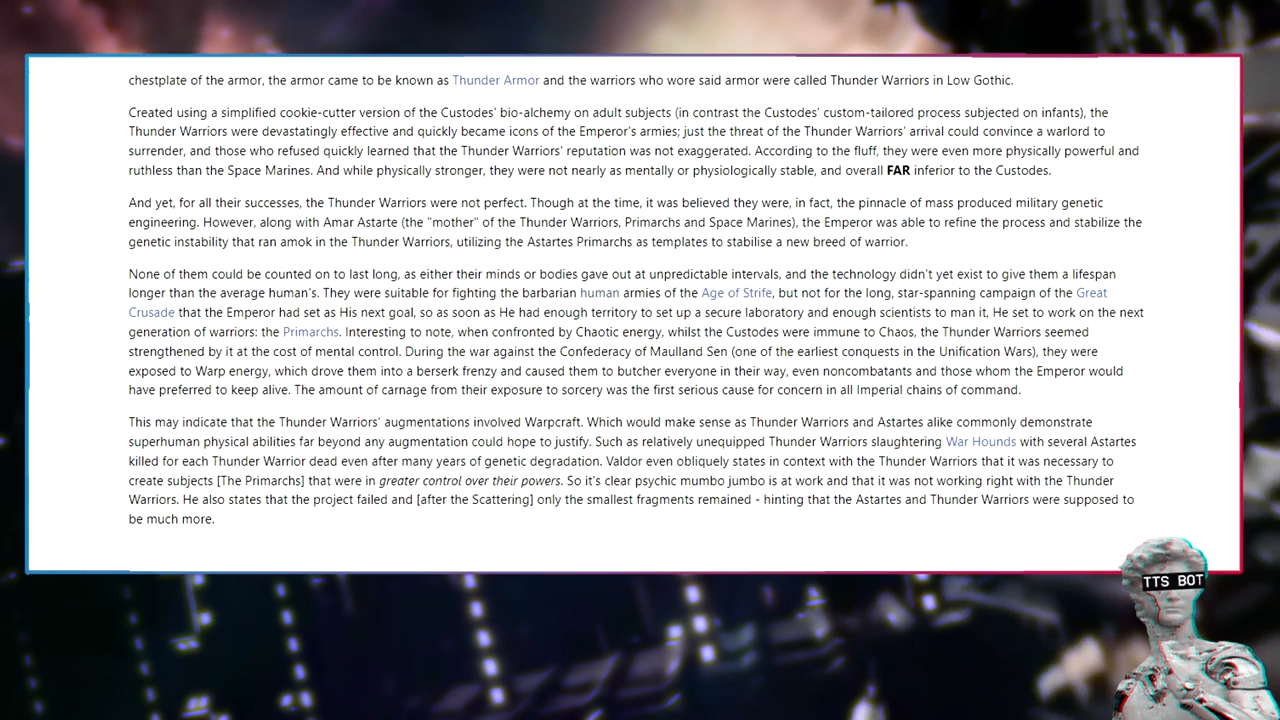 chestplate of the armor, the armor came to be known as Thunder Armor and the warriors who wore said armor were called Thunder Warriors in Low Gothic.
Created using a simplified cookie-cutter version of the Custodes' bio-alchemy on adult subjects (in contrast the Custodes' custom-tailored process subjected on infants), the
Thunder Warriors were devastatingly effective and quickly became icons of the Emperor's armies; just the threat of the Thunder Warriors' arrival could convince a warlord to
surrender, and those who refused quickly learned that the Thunder Warriors' reputation was not exaggerated. According to the fluff, they were even more physically powerful and
ruthless than the Space Marines. And while physically stronger, they were not nearly as mentally or physiologically stable, and overall FAR inferior to the Custodes.
And yet, for all their successes, the Thunder Warriors were not perfect. Though at the time, it was believed they were, in fact, the pinnacle of mass produced military genetic
engineering. However, along with Amar Astarte (the "mother" of the Thunder Warriors, Primarchs and Space Marines), the Emperor was able to refine the process and stabilize the
genetic instability that ran amok in the Thunder Warriors, utilizing the Astartes Primarchs as templates to stabilise a new breed of warrior.
None of them could be counted on to last long, as either their minds or bodies gave out at unpredictable intervals, and the technology didn't yet exist to give them a lifespan
longer than the average human's. They were suitable for fighting the barbarian human armies of the Age of Strife, but not for the long, star-spanning campaign of the Great
Crusade that the Emperor had set as His next goal, so as soon as He had enough territory to set up a secure laboratory and enough scientists to man it, He set to work on the next
generation of warriors: the Primarchs. Interesting to note, when confronted by Chaotic energy, whilst the Custodes were immune to Chaos, the Thunder Warriors seemed
strengthened by it at the cost of mental control. During the war against the Confederacy of Maulland Sen (one of the earliest conquests in the Unification Wars), they were
exposed to Warp energy, which drove them into a berserk frenzy and caused them to butcher everyone in their way, even noncombatants and those whom the Emperor would
have preferred to keep alive. The amount of carnage from their exposure to sorcery was the first serious cause for concern in all Imperial chains of command.
This may indicate that the Thunder Warriors' augmentations involved Warpcraft. Which would make sense as Thunder Warriors and Astartes alike commonly demonstrate
superhuman physical abilities far beyond any augmentation could hope to justify. Such as relatively unequipped Thunder Warriors slaughtering War Hounds with several Astartes
killed for each Thunder Warrior dead even after many years of genetic degradation. Valdor even obliquely states in context with the Thunder Warriors that it was necessary to
create subjects [The Primarchs] that were in greater control over their powers. So it's clear psychic mumbo jumbo is at work and that it was not working right with the Thunder
Warriors. He also states that the project failed and [after the Scattering] only the smallest fragments remained - hinting that the Astartes and Thunder Warriors were supposed to
be much more.
TTS BOT